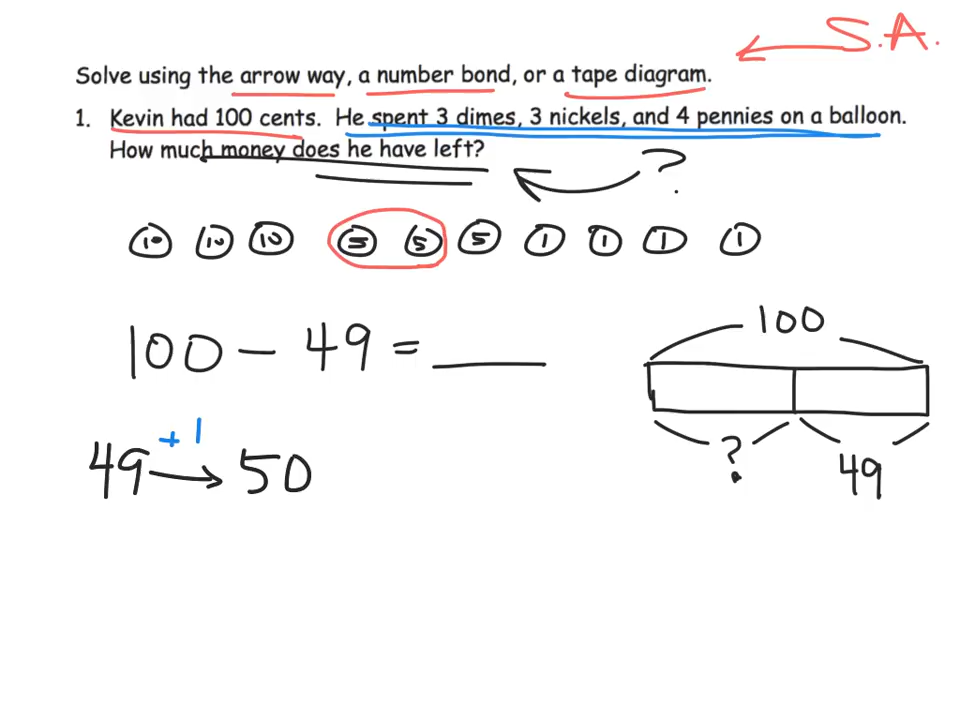 S.A.
Solve using the arrow way, a number bond, or a tape diagram.
1. Kevin had 100 cents. He spent 3 dimes, 3 nickels, and 4 pennies on a balloon.
How much money does he have left?
?
10 10 10 5 5 5 1 1 1 1
100 - 49 = ____
100
+1
49 → 50
? 49